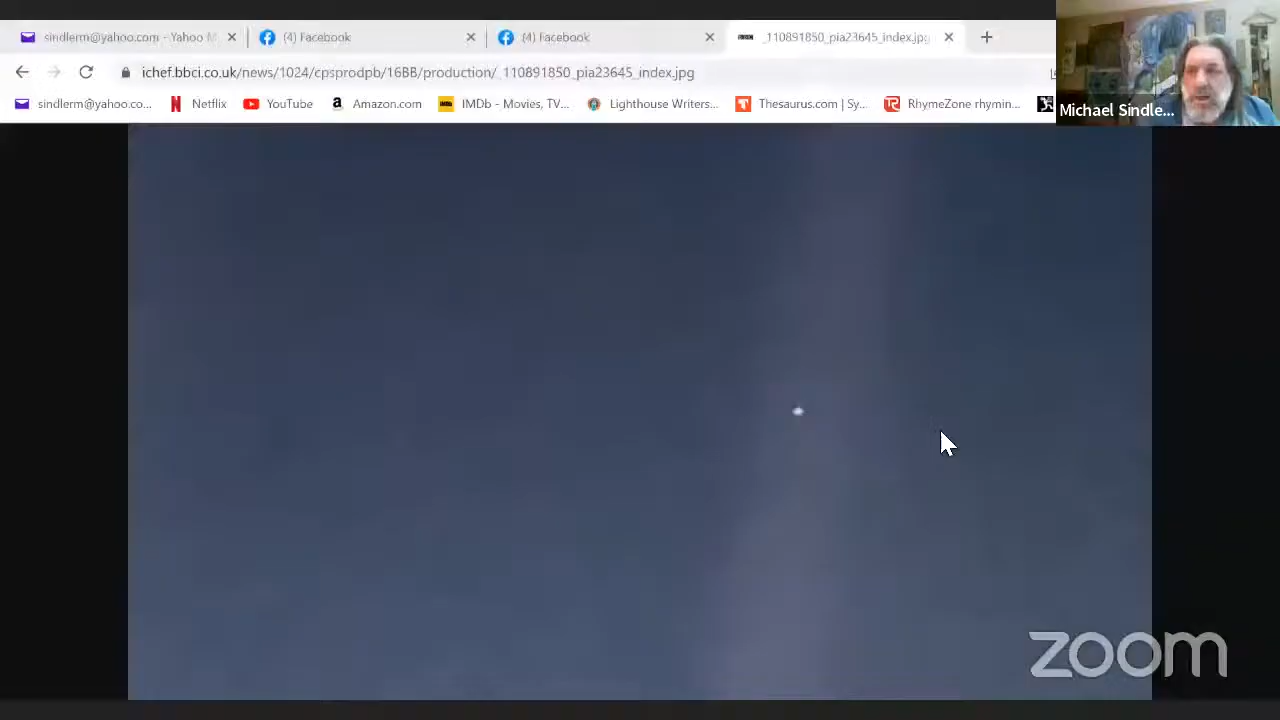 sindlerm@yahoo.com - Yahoo M
(4) Facebook
(4) Facebook
_110891850_pia23645_index.jpg
ichef.bbci.co.uk/news/1024/cpsprodpb/16BB/production/_110891850_pia23645_index.jpg
sindlerm@yahoo.co...
Netflix
YouTube
Amazon.com
IMDb - Movies, TV...
Lighthouse Writers...
Thesaurus.com | Sy...
RhymeZone rhymin...
Michael Sindle...
zoom